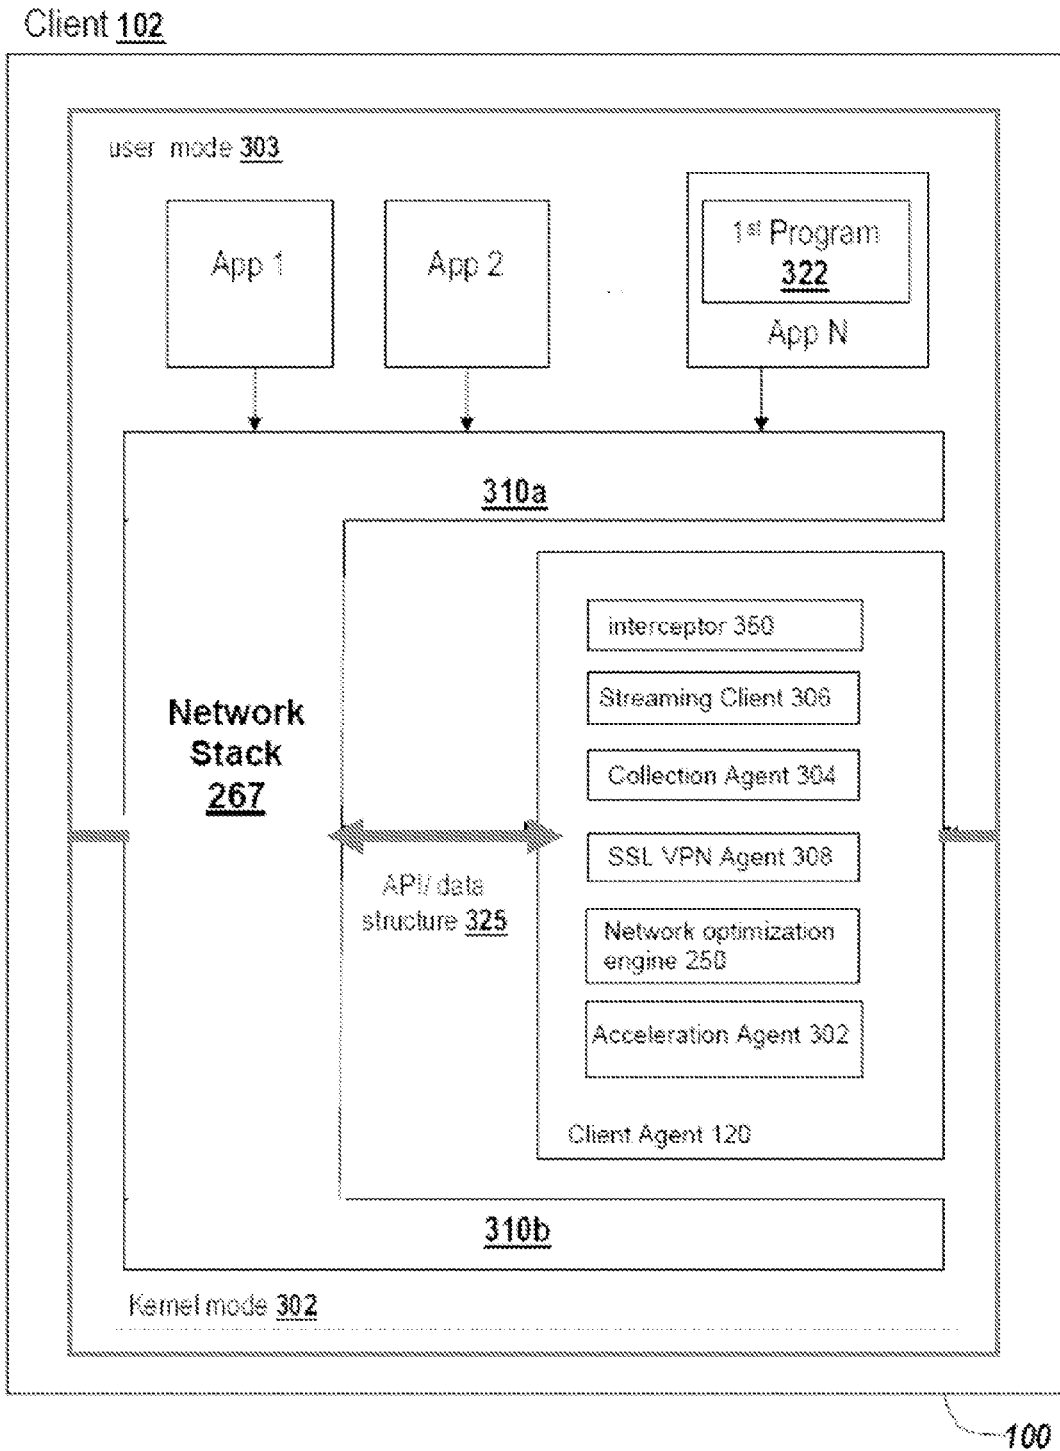 Client 102
user mode 303
App 1
App 2
1st Program
322
App N
310a
Network
Stack
267
API/ data
structure 325
interceptor 350
Streaming Client 306
Collection Agent 304
SSL VPN Agent 308
Network optimization
engine 250
Acceleration Agent 302
Client Agent 120
310b
Kernel mode 302
100